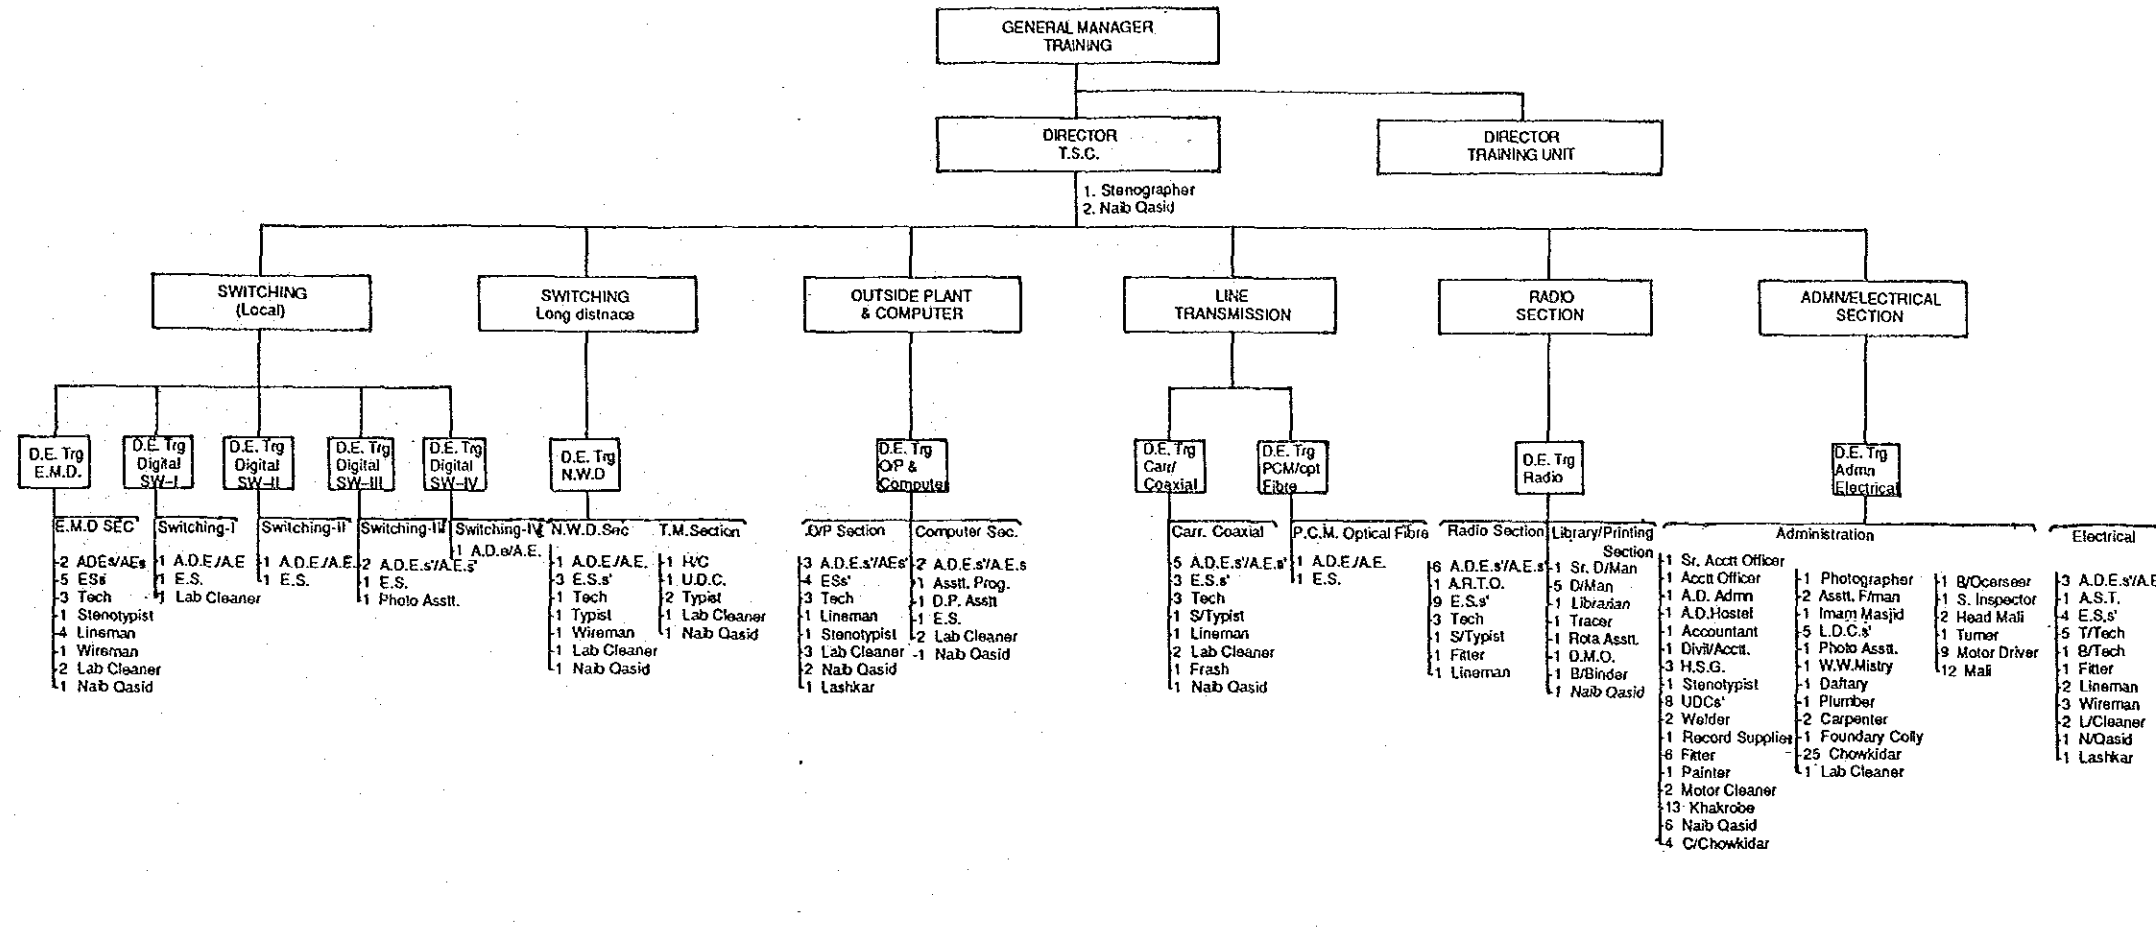 GENERAL MANAGER
TRAINING
DIRECTOR
T.S.C.
DIRECTOR
TRAINING UNIT
1. Stenographer
2. Naib Qasid
SWITCHING
(Local)
SWITCHING
Long distnace
OUTSIDE PLANT
& COMPUTER
LINE
TRANSMISSION
RADIO
SECTION
ADMN/ELECTRICAL
SECTION
D.E. Trg
E.M.D.
D.E. Trg
Digital
SW-I
D.E. Trg
Digital
SW-II
D.E. Trg
Digital
SW-III
D.E. Trg
Digital
SW-IV
D.E. Trg
N.W.D
D.E. Trg
O/P &
Computer
D.E. Trg
Carr/
Coaxial
D.E. Trg
PCM/opt
Fibre
D.E. Trg
Radio
D.E. Trg
Admn
Electrical
E.M.D SEC
2 ADEs/AEs
5 ESs
3 Tech
1 Stenotypist
4 Lineman
1 Wireman
2 Lab Cleaner
1 Naib Qasid
Switching-I
1 A.D.E/A.E
1 E.S.
1 Lab Cleaner
Switching-II
1 A.D.E./A.E.
1 E.S.
Switching-III
2 A.D.E.s'/A.E.s'
1 E.S.
1 Photo Asstt.
Switching-IV
1 A.D.e/A.E.
N.W.D.Sec
1 A.D.E./A.E.
3 E.S.s'
1 Tech
1 Typist
1 Wireman
1 Lab Cleaner
1 Naib Qasid
T.M.Section
1 H/C
1 U.D.C.
2 Typist
1 Lab Cleaner
1 Naib Qasid
O/P Section
3 A.D.E.s'/AEs'
4 ESs'
3 Tech
1 Lineman
1 Stenotypist
3 Lab Cleaner
2 Naib Qasid
1 Lashkar
Computer Sec.
2 A.D.E.s'/A.E.s
1 Asstt. Prog.
1 D.P. Asstt
1 E.S.
2 Lab Cleaner
1 Naib Qasid
Carr. Coaxial
5 A.D.E.s'/A.E.s'
3 E.S.s'
3 Tech
1 S/Typist
1 Lineman
2 Lab Cleaner
1 Frash
1 Naib Qasid
P.C.M. Optical Fibre
1 A.D.E./A.E.
1 E.S.
Radio Section
6 A.D.E.s'/A.E.s'
1 A.R.T.O.
9 E.S.s'
3 Tech
1 S/Typist
1 Fitter
1 Lineman
Library/Printing
Section
1 Sr. D/Man
5 D/Man
1 Librarian
1 Tracer
1 Rota Asstt.
1 D.M.O.
1 B/Binder
1 Naib Qasid
Administration
1 Sr. Acctt Officer
1 Acctt Officer
1 A.D. Admn
1 A.D.Hostel
1 Accountant
1 Divil/Acctt.
3 H.S.G.
1 Stenotypist
8 UDCs'
2 Welder
1 Record Supplier
6 Fitter
1 Painter
2 Motor Cleaner
13 Khakrobe
6 Naib Qasid
4 C/Chowkidar
1 Photographer
2 Asstt. F/man
1 Imam Masjid
5 L.D.C.s'
1 Photo Asstt.
1 W.W.Mistry
1 Daftary
1 Plumber
2 Carpenter
1 Foundary Colly
25 Chowkidar
1 Lab Cleaner
1 B/Ocerseer
1 S. Inspector
2 Head Mali
1 Turner
9 Motor Driver
12 Mali
Electrical
3 A.D.E.s'/A.E
1 A.S.T.
4 E.S.s'
5 T/Tech
1 B/Tech
1 Fitter
2 Lineman
3 Wireman
2 L/Cleaner
1 N/Qasid
1 Lashkar